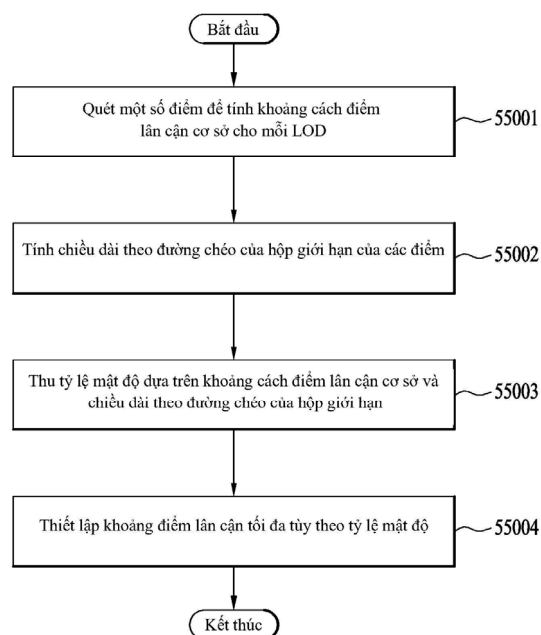 Bắt đầu
Quét một số điểm để tính khoảng cách điểm
lân cận cơ sở cho mỗi LOD
55001
Tính chiều dài theo đường chéo của hộp giới hạn của các điểm
55002
Thu tỷ lệ mật độ dựa trên khoảng cách điểm lân cận cơ sở và
chiều dài theo đường chéo của hộp giới hạn
55003
Thiết lập khoảng điểm lân cận tối đa tùy theo tỷ lệ mật độ
55004
Kết thúc